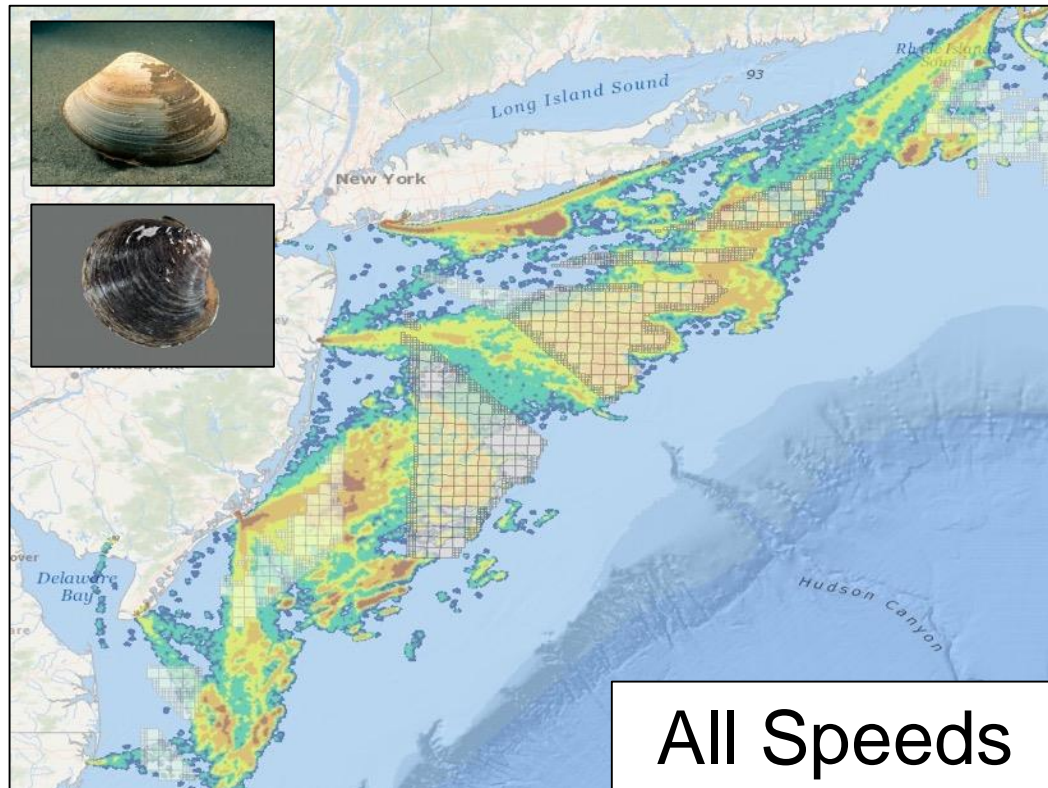 Rhode Island
Sound
93
Long Island Sound
New York
Delaware
Bay
Hudson Canyon
All Speeds